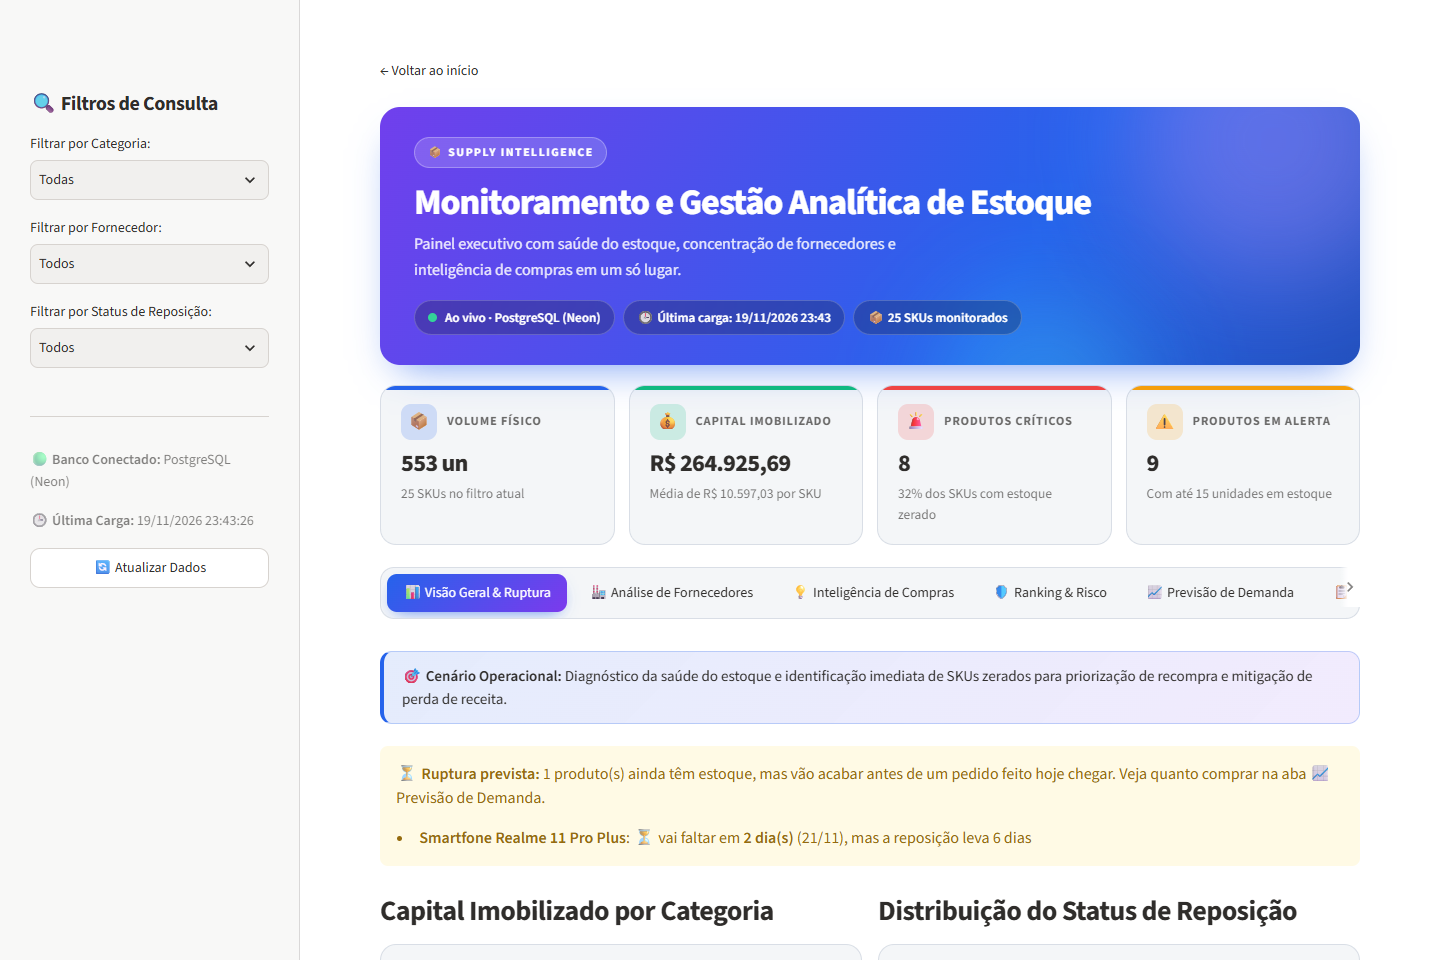 Filtros de Consulta
Filtrar por Categoria:
Todas
Filtrar por Fornecedor:
Todos
Filtrar por Status de Reposição:
Todos
Banco Conectado: PostgreSQL
(Neon)
Última Carga: 19/11/2026 23:43:26
Atualizar Dados
← Voltar ao início
SUPPLY INTELLIGENCE
Monitoramento e Gestão Analítica de Estoque
Painel executivo com saúde do estoque, concentração de fornecedores e
inteligência de compras em um só lugar.
Ao vivo · PostgreSQL (Neon)
Última carga: 19/11/2026 23:43
25 SKUs monitorados
VOLUME FÍSICO
553 un
25 SKUs no filtro atual
CAPITAL IMOBILIZADO
R$ 264.925,69
Média de R$ 10.597,03 por SKU
PRODUTOS CRÍTICOS
8
32% dos SKUs com estoque
zerado
PRODUTOS EM ALERTA
9
Com até 15 unidades em estoque
Visão Geral & Ruptura
Análise de Fornecedores
Inteligência de Compras
Ranking & Risco
Previsão de Demanda
Cenário Operacional: Diagnóstico da saúde do estoque e identificação imediata de SKUs zerados para priorização de recompra e mitigação de
perda de receita.
Ruptura prevista: 1 produto(s) ainda têm estoque, mas vão acabar antes de um pedido feito hoje chegar. Veja quanto comprar na aba
Previsão de Demanda.
• Smartfone Realme 11 Pro Plus: vai faltar em 2 dia(s) (21/11), mas a reposição leva 6 dias
Capital Imobilizado por Categoria
Distribuição do Status de Reposição